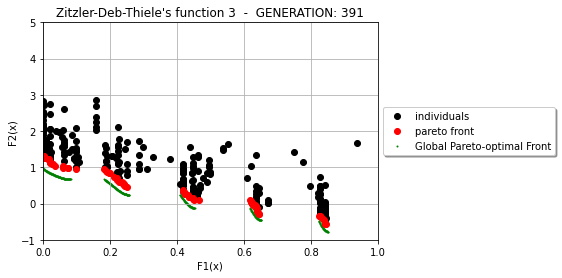 Zitzler-Deb-Thiele's function 3 - GENERATION: 391
5
4
3
2
1
0
−1
F2(x)
0.0 0.2 0.4 0.6 0.8 1.0
F1(x)
individuals
pareto front
Global Pareto-optimal Front